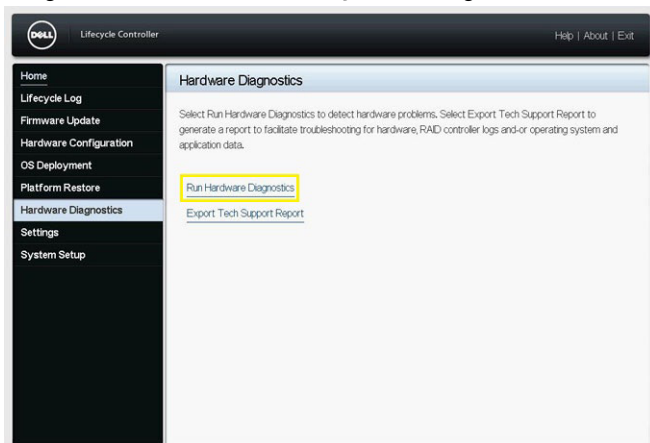 DELL
Lifecycle Controller
Help | About | Exit
Home
Lifecycle Log
Firmware Update
Hardware Configuration
OS Deployment
Platform Restore
Hardware Diagnostics
Settings
System Setup
Hardware Diagnostics
Select Run Hardware Diagnostics to detect hardware problems. Select Export Tech Support Report to
generate a report to facilitate troubleshooting for hardware, RAID controller logs and-or operating system and
application data.
Run Hardware Diagnostics
Export Tech Support Report